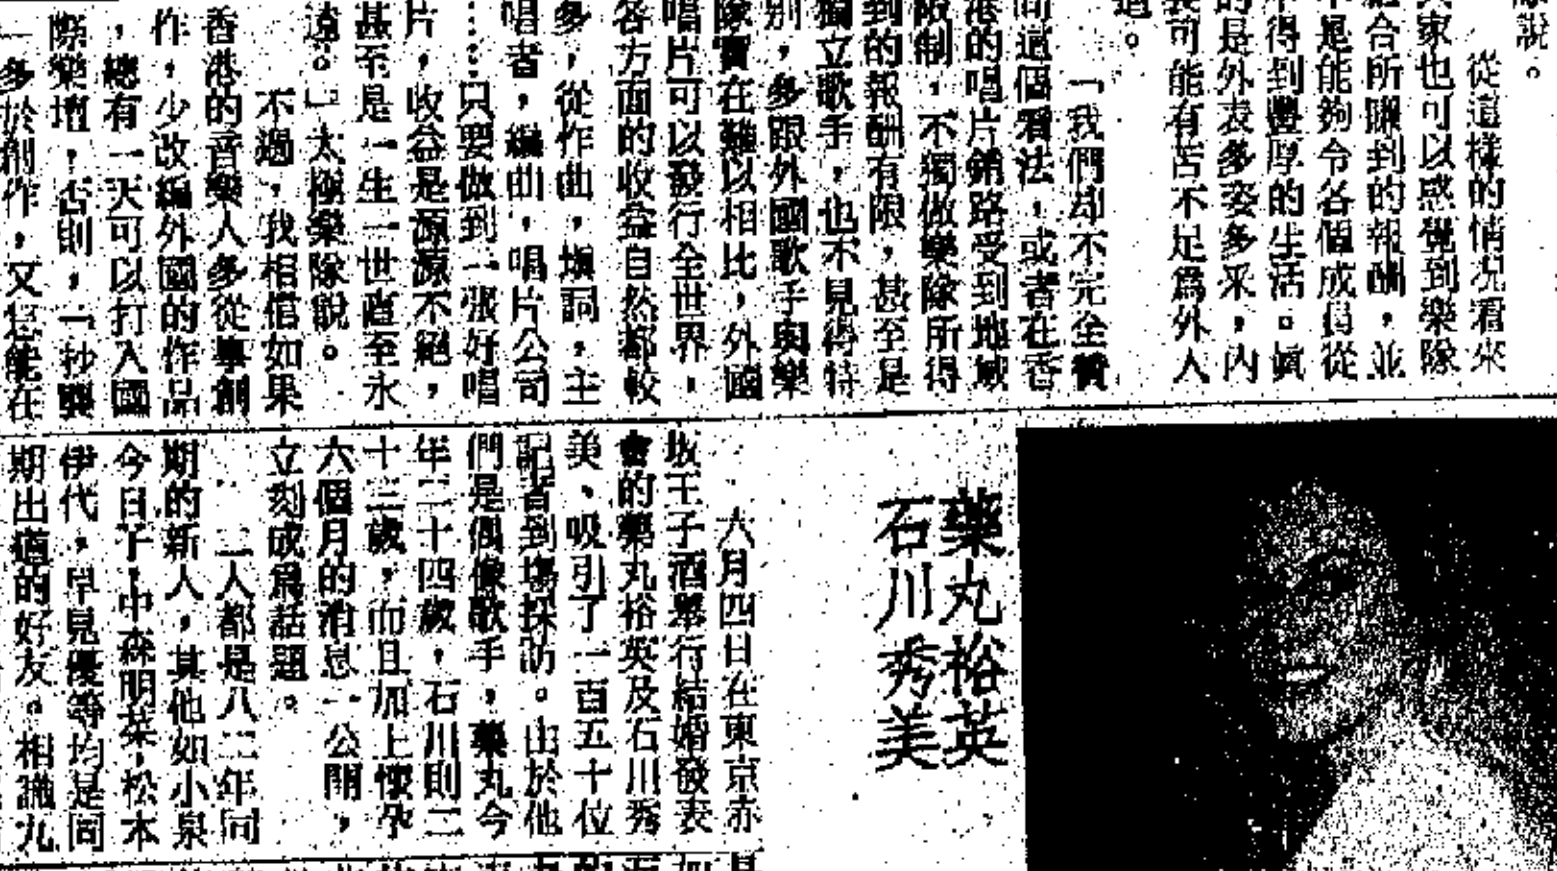 說。
從這樣的情況看來
家也可以感覺到樂隊
合所賺到的報酬，並
不是能夠令各個成員從
得到豐厚的生活。眞
的是外表多姿多采，內
可能有苦不足爲外人
道。
「我們却不完全贊
同這個看法，或者在香
港的唱片銷路受到地域
限制，不獨做樂隊所得
到的報酬有限，甚至是
獨立歌手，也不見得特
別，多跟外國歌手與樂
隊實在難以相比，外國
唱片可以發行全世界，
各方面的收益自然都較
多，從作曲，塡詞，主
唱者，編曲，唱片公司
……只要做到一張好唱
片，收益是源源不絕，
甚至是一生一世直至永
遠。」太極樂隊說。
不過，我相信如果
香港的音樂人多從事創
作，少改編外國的作品
，總有一天可以打入國
際樂壇，否則，「抄襲
」多於創作，又怎能在
藥丸裕英
石川秀美
六月四日在東京赤
坂王子酒舉行結婚發表
會的藥丸裕英及石川秀
美、吸引了一百五十位
記者到場採訪。由於他
們是偶像歌手，藥丸今
年二十四歲，石川則二
十三歲，而且加上懷孕
六個月的消息一公開，
立刻成爲話題。
二人都是八二年同
期的新人，其他如小泉
今日子，中森明菜，松本
伊代，早見優等均是同
期出道的好友。相識九